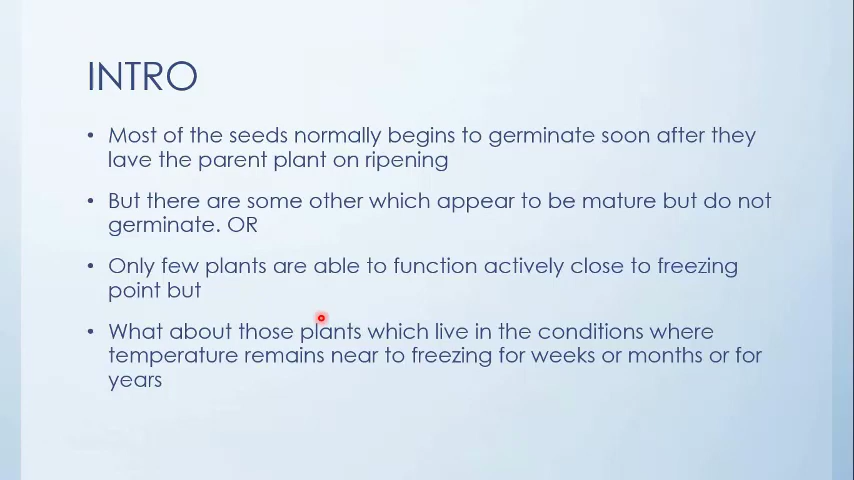 INTRO
• Most of the seeds normally begins to germinate soon after they
lave the parent plant on ripening
• But there are some other which appear to be mature but do not
germinate. OR
• Only few plants are able to function actively close to freezing
point but
• What about those plants which live in the conditions where
temperature remains near to freezing for weeks or months or for
years